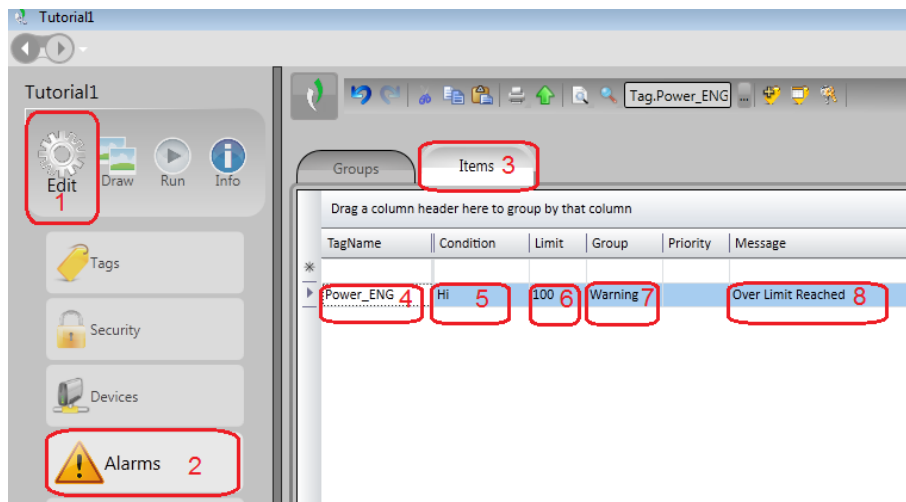 Tutorial1
Tutorial1
Edit
Draw
Run
Info
1
Tags
Security
Devices
Alarms 2
Tag.Power_ENG ...
Groups
Items 3
Drag a column header here to group by that column
TagName Condition Limit Group Priority Message
Power_ENG 4 Hi 5 100 6 Warning 7 Over Limit Reached 8